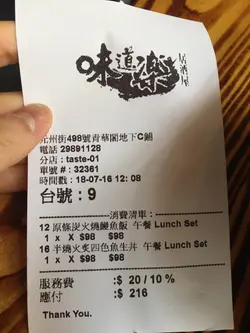 味道樂
居酒屋
元州街498號青華閣地下C鋪
電話 29891128
分店 : taste-01
單號 # : 32361
時間戳 : 18-07-16 12: 08
台號 : 9
消費清單 :
12 原條炭火燒鰻魚飯 午餐 Lunch Set
1 x X $98 $98
16 半燒火炙四色魚生丼 午餐 Lunch Set
1 x X $98 $98
服務費 :$ 20 / 10 %
應付 :$ 216
Thank You.